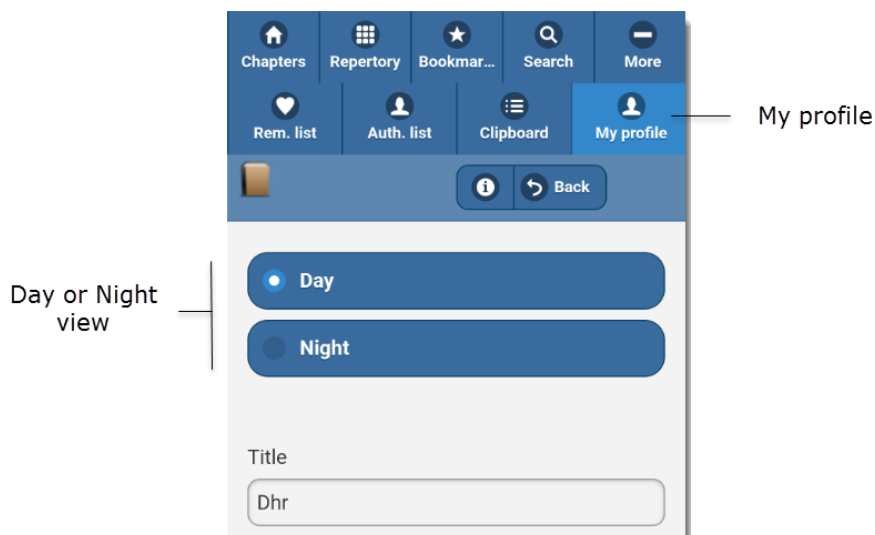 Chapters Repertory Bookmar... Search More
Rem. list Auth. list Clipboard My profile
My profile
Back
Day
Day or Night
view
Night
Title
Dhr